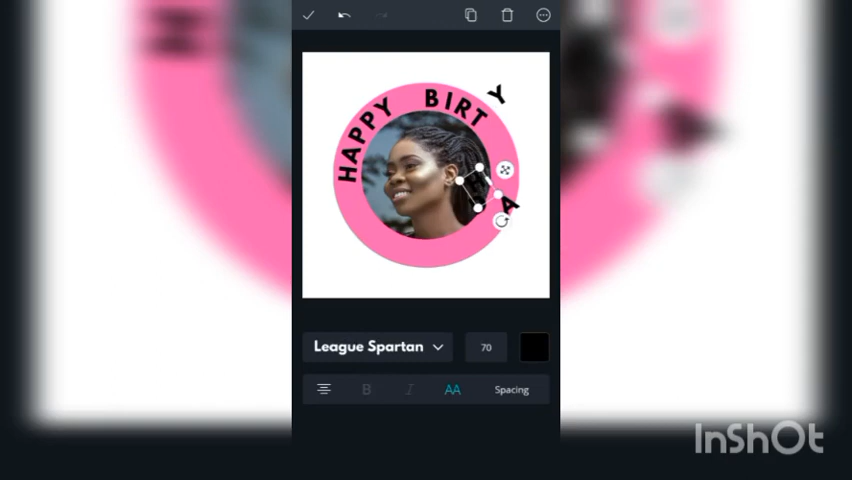 HAPPY BIRT
Y
A
League Spartan
70
B I AA Spacing
InShOt